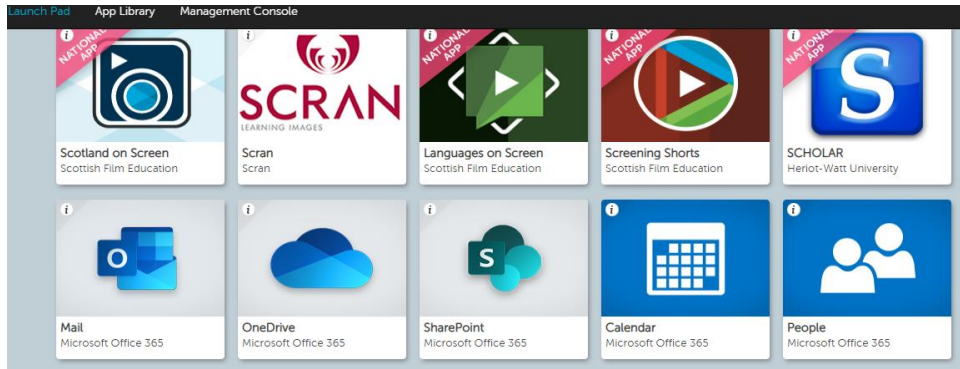 Launch Pad App Library Management Console
NATIONAL APP
NATIONAL APP
NATIONAL APP
NATIONAL APP
SCRAN
LEARNING IMAGES
S
Scotland on Screen
Scottish Film Education
Scran
Scran
Languages on Screen
Scottish Film Education
Screening Shorts
Scottish Film Education
SCHOLAR
Heriot-Watt University
O
S
Mail
Microsoft Office 365
OneDrive
Microsoft Office 365
SharePoint
Microsoft Office 365
Calendar
Microsoft Office 365
People
Microsoft Office 365